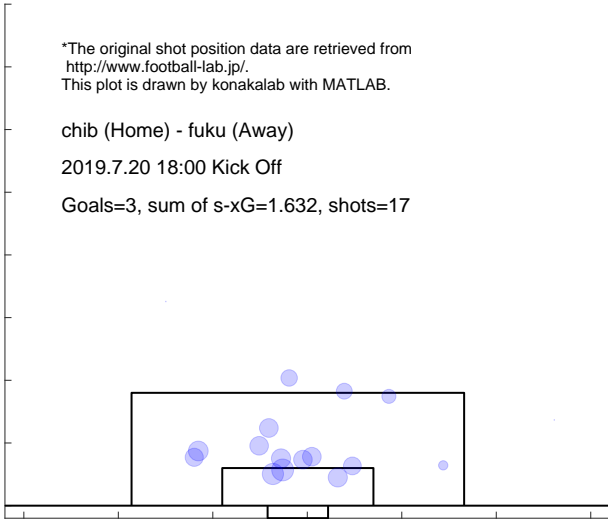 *The original shot position data are retrieved from
http://www.football-lab.jp/.
This plot is drawn by konakalab with MATLAB.
chib (Home) - fuku (Away)
2019.7.20 18:00 Kick Off
Goals=3, sum of s-xG=1.632, shots=17